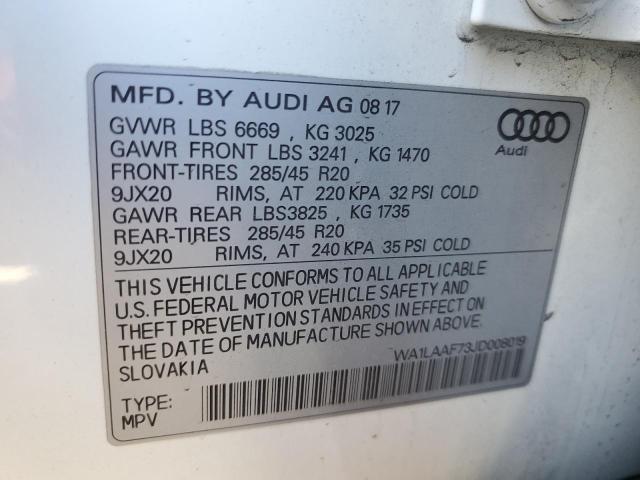 MFD. BY AUDI AG 08 17
GVWR LBS 6669 , KG 3025
GAWR FRONT LBS 3241 , KG 1470
FRONT-TIRES 285/45 R20
9JX20 RIMS, AT 220 KPA 32 PSI COLD
GAWR REAR LBS3825 , KG 1735
REAR-TIRES 285/45 R20
9JX20 RIMS, AT 240 KPA 35 PSI COLD
Audi
THIS VEHICLE CONFORMS TO ALL APPLICABLE
U.S. FEDERAL MOTOR VEHICLE SAFETY AND
THEFT PREVENTION STANDARDS IN EFFECT ON
THE DATE OF MANUFACTURE SHOWN ABOVE.
SLOVAKIA
WA1LAAF73JD008019
TYPE:
MPV